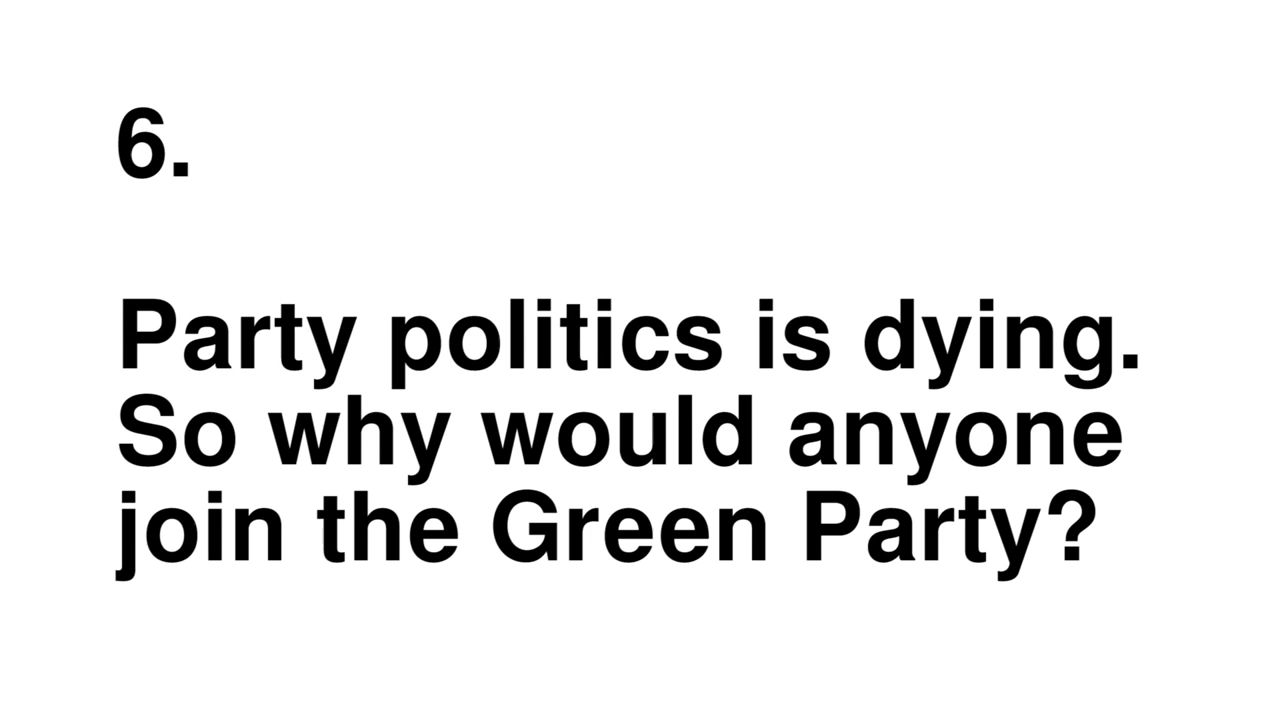 6.
Party politics is dying.
So why would anyone
join the Green Party?